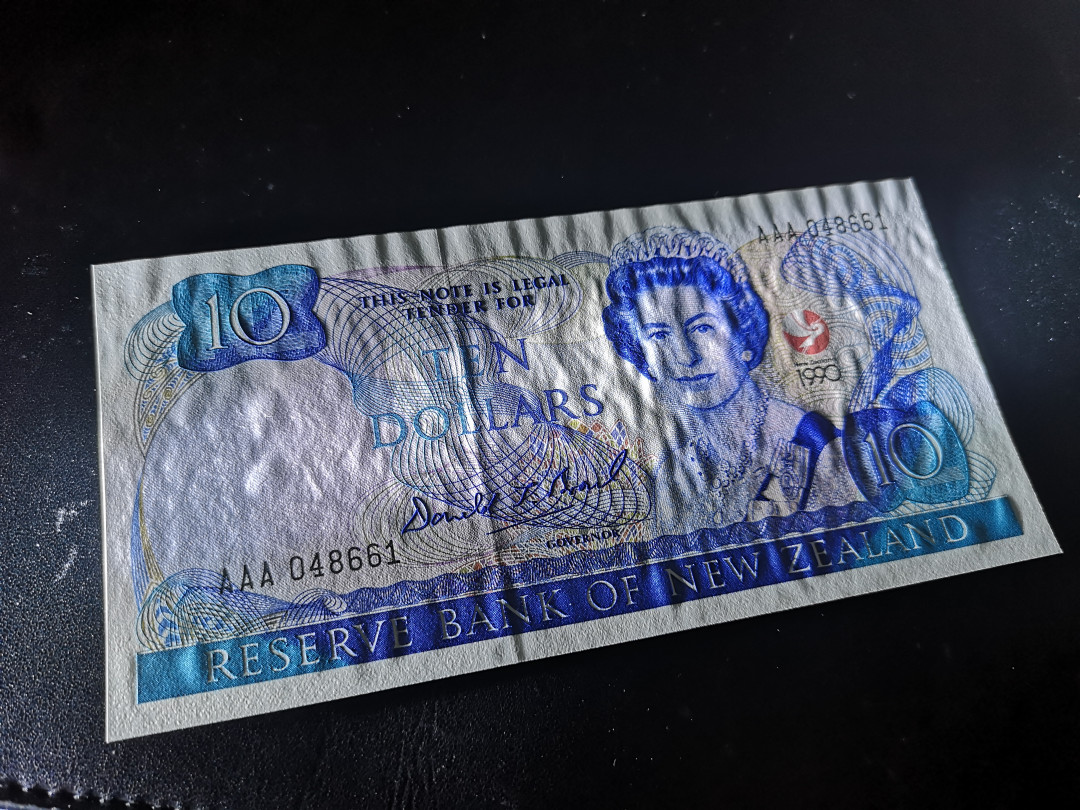 AAA 048661
10
THIS NOTE IS LEGAL
TENDER FOR
TEN
DOLLARS
1990
10
GOVERNOR
AAA 048661
RESERVE BANK OF NEW ZEALAND